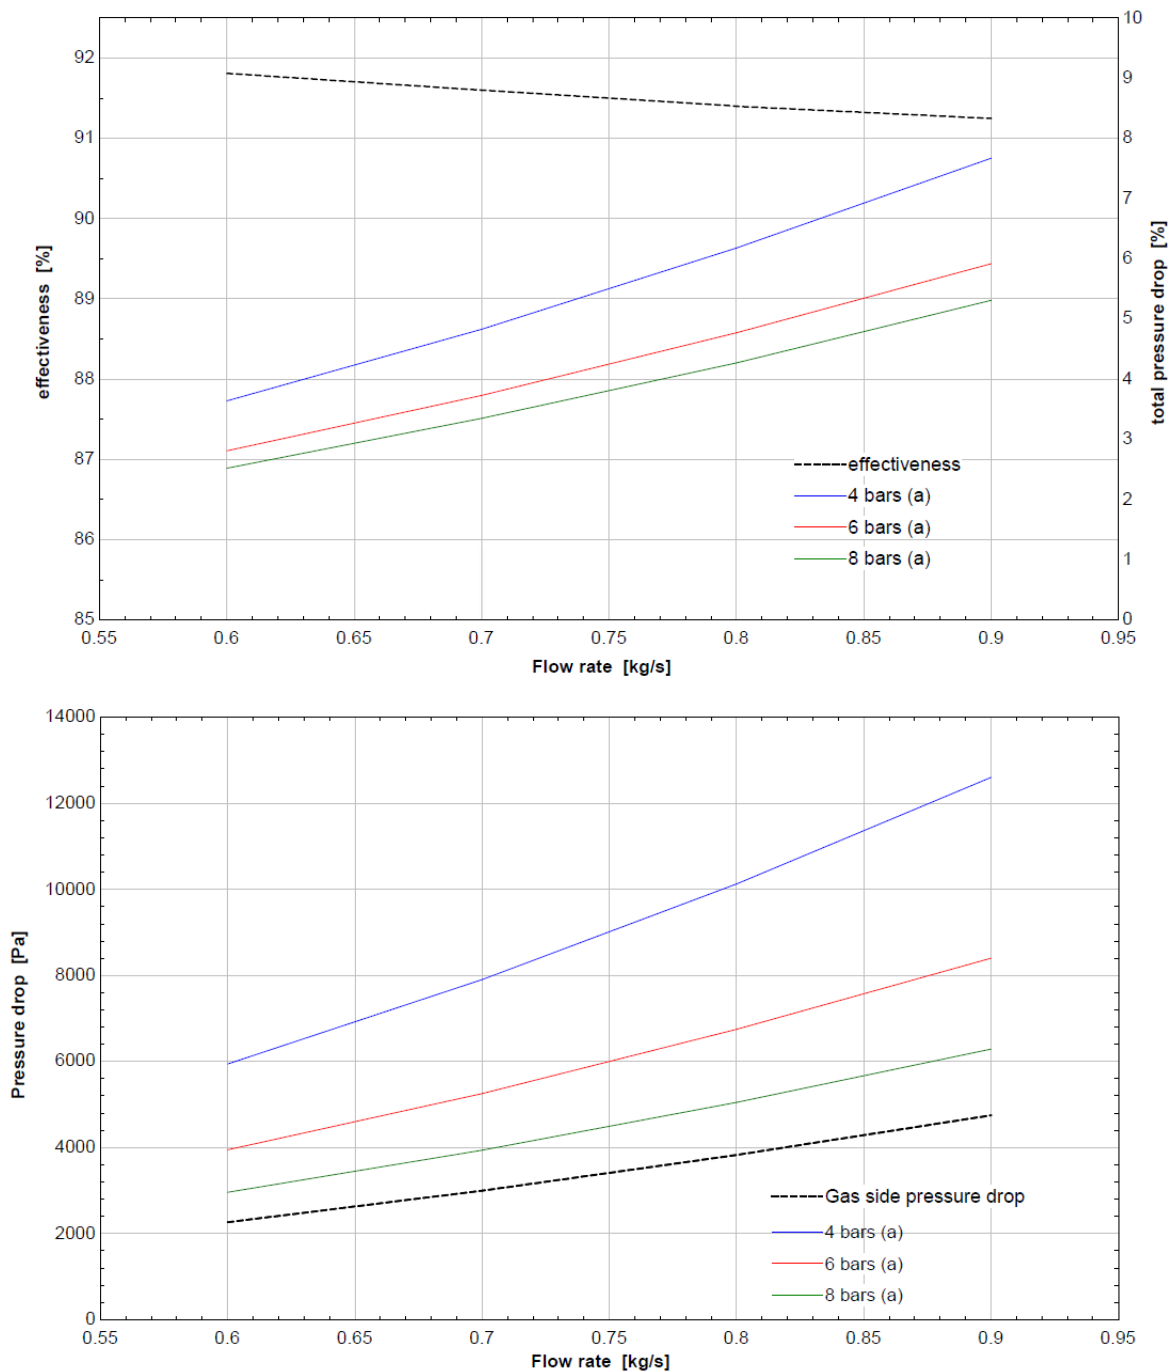 10
92
9
91
8
7
90
6
89
5
88
4
3
87
2
86
1
85
0
effectiveness [%]
total pressure drop [%]
effectiveness
4 bars (a)
6 bars (a)
8 bars (a)
0.55 0.6 0.65 0.7 0.75 0.8 0.85 0.9 0.95
Flow rate [kg/s]
14000
12000
10000
8000
6000
4000
2000
0
Pressure drop [Pa]
Gas side pressure drop
4 bars (a)
6 bars (a)
8 bars (a)
0.55 0.6 0.65 0.7 0.75 0.8 0.85 0.9 0.95
Flow rate [kg/s]